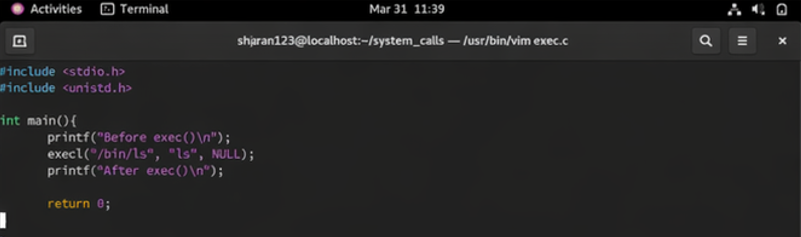 Activities Terminal Mar 31 11:39
sharan123@localhost:~/system_calls — /usr/bin/vim exec.c
#include <stdio.h>
#include <unistd.h>
int main(){
printf("Before exec()\n");
execl("/bin/ls", "ls", NULL);
printf("After exec()\n");
return 0;